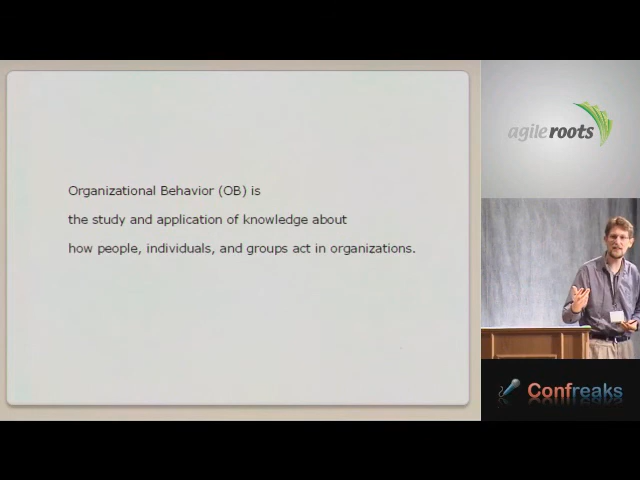 Organizational Behavior (OB) is
the study and application of knowledge about
how people, individuals, and groups act in organizations.
agileroots
Confreaks